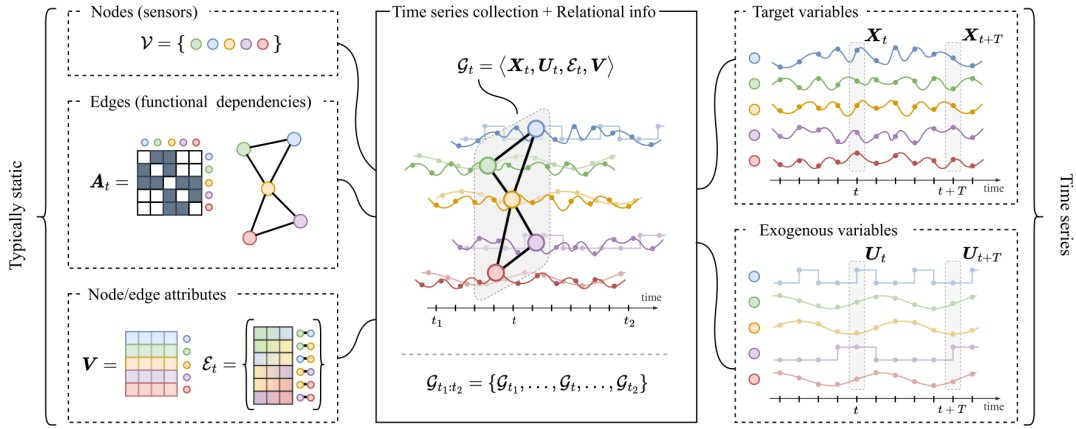 Typically static
Nodes (sensors)
𝒱 = { }
Edges (functional dependencies)
A_t =
Node/edge attributes
V =
ℰ_t = { }
Time series collection + Relational info
𝒢_t = ⟨X_t, U_t, ℰ_t, V⟩
time
t_1 t t_2
𝒢_{t_1:t_2} = {𝒢_{t_1}, . . . , 𝒢_t, . . . , 𝒢_{t_2}}
Target variables
X_t X_{t+T}
t t+T time
Exogenous variables
U_t U_{t+T}
t t+T time
Time series